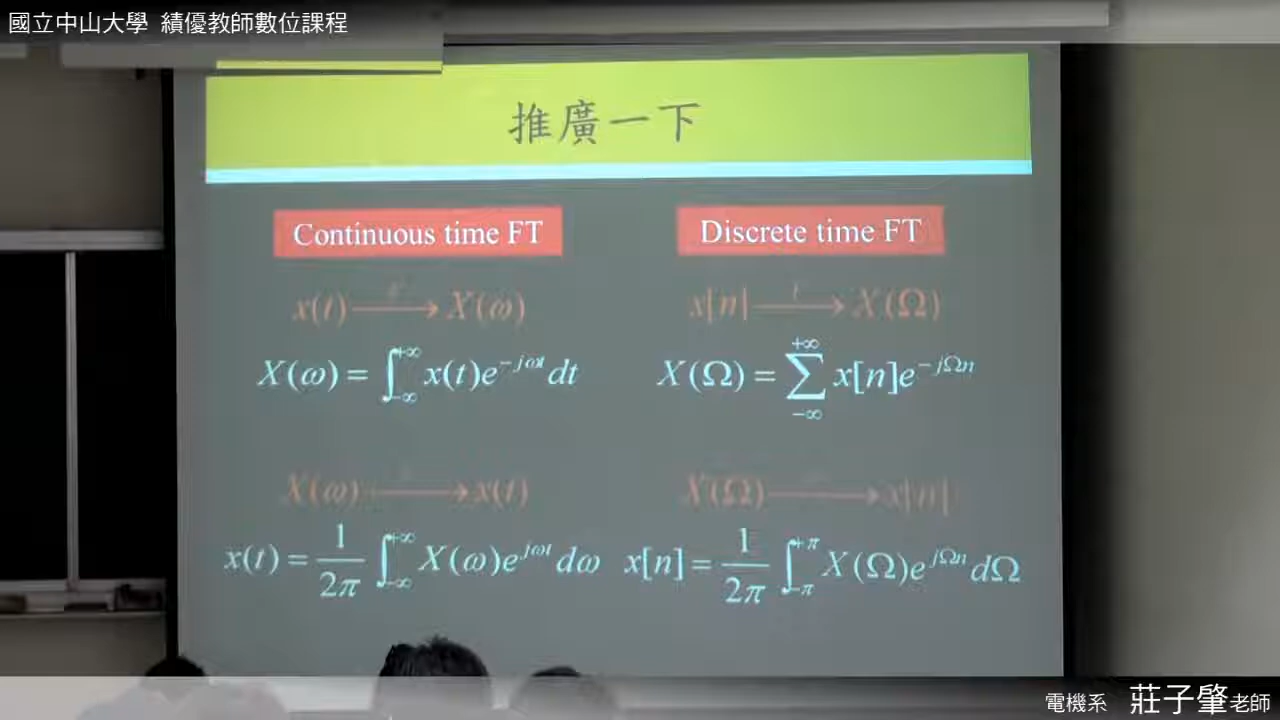 國立中山大學 績優教師數位課程
推廣一下
Continuous time FT
Discrete time FT
x(t) ⟶ X(ω)
x[n] ⟶ X(Ω)
X(ω) = ∫_{-∞}^{+∞} x(t)e^{-jωt} dt
X(Ω) = ∑_{-∞}^{+∞} x[n]e^{-jΩn}
X(ω) ⟶ x(t)
X(Ω) ⟶ x[n]
x(t) = \frac{1}{2π} ∫_{-∞}^{+∞} X(ω)e^{jωt} dω
x[n] = \frac{1}{2π} ∫_{-π}^{+π} X(Ω)e^{jΩn} dΩ
電機系 莊子肇老師